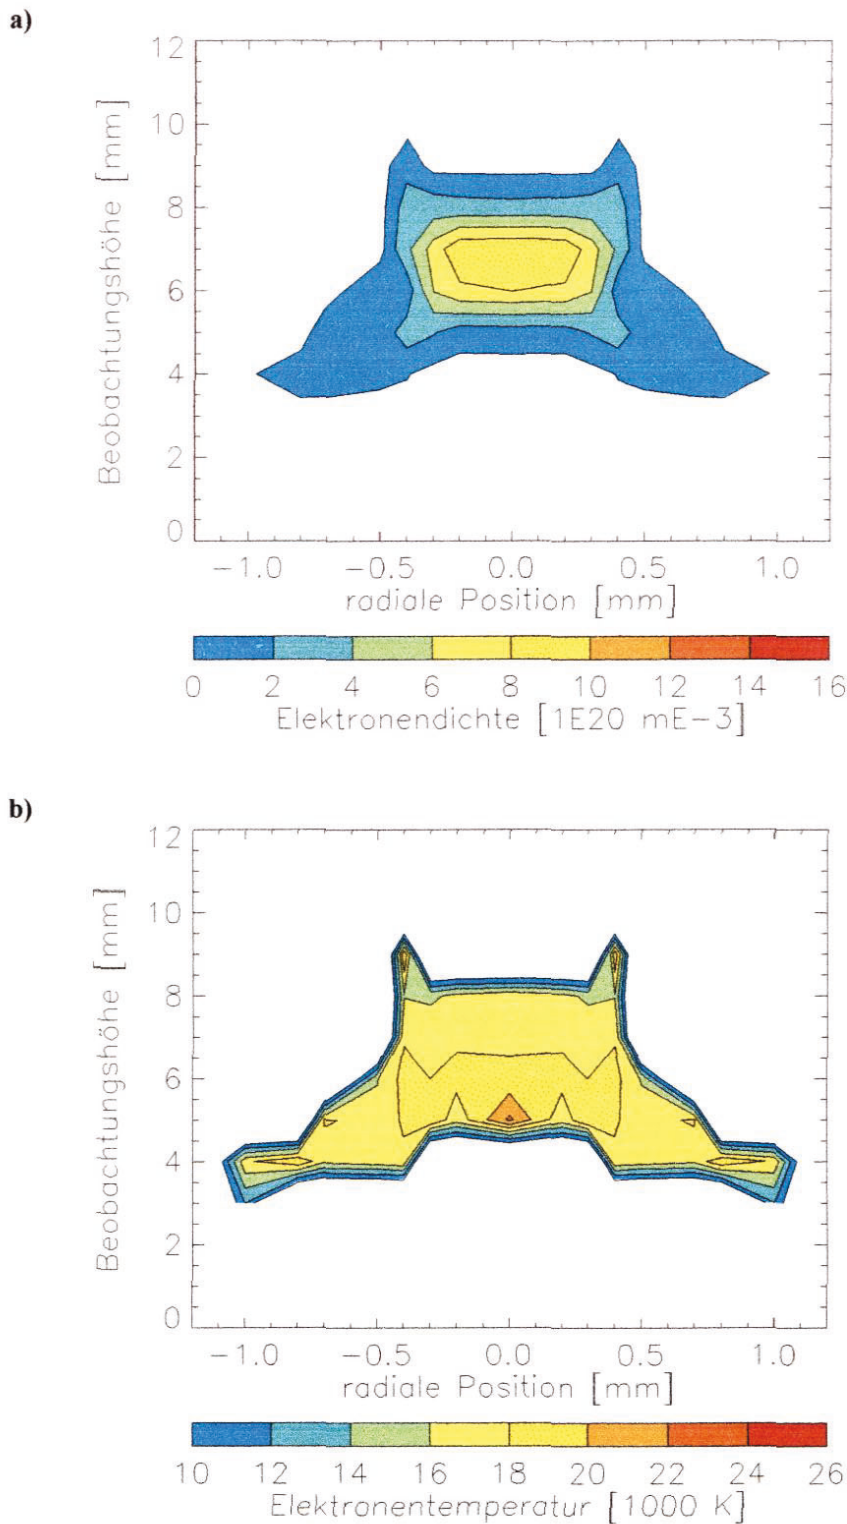 a)
12
10
8
6
4
2
0
Beobachtungshöhe [mm]
−1.0 −0.5 0.0 0.5 1.0
radiale Position [mm]
0 2 4 6 8 10 12 14 16
Elektronendichte [1E20 mE−3]
b)
12
10
8
6
4
2
0
Beobachtungshöhe [mm]
−1.0 −0.5 0.0 0.5 1.0
radiale Position [mm]
10 12 14 16 18 20 22 24 26
Elektronentemperatur [1000 K]